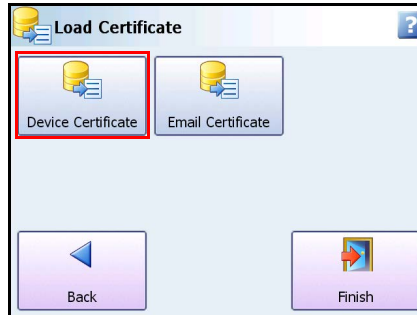 Load Certificate
?
Device Certificate
Email Certificate
Back
Finish